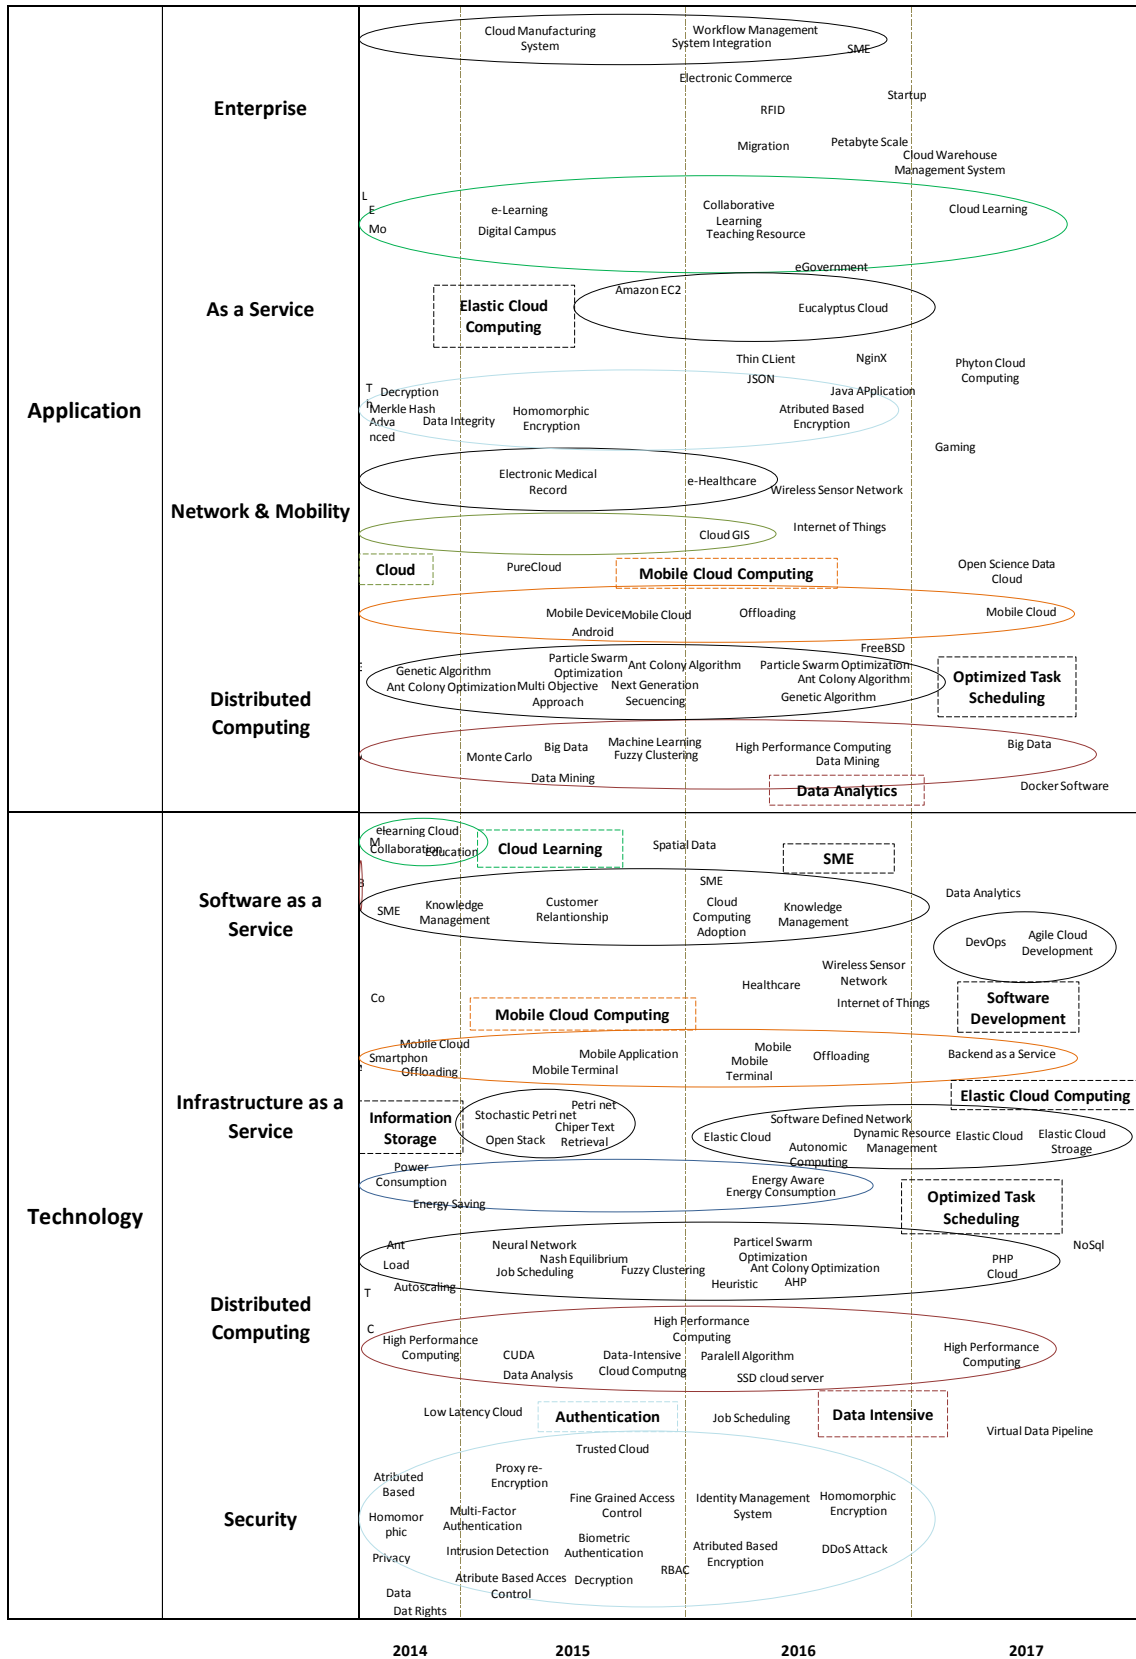 Cloud Manufacturing
System
Workflow Management
System Integration
SME
Electronic Commerce
Startup
Enterprise
RFID
Migration
Petabyte Scale
Cloud Warehouse
Management System
L
E
Mo
e-Learning
Digital Campus
Collaborative
Learning
Teaching Resource
Cloud Learning
eGovernment
As a Service
Elastic Cloud
Computing
Amazon EC2
Eucalyptus Cloud
Thin CLient
JSON
NginX
Java APplication
Phyton Cloud
Computing
Application
T
h
Decryption
Merkle Hash
Adva
nced
Data Integrity
Homomorphic
Encryption
Atributed Based
Encryption
Gaming
Network & Mobility
Electronic Medical
Record
e-Healthcare
Wireless Sensor Network
Internet of Things
Cloud GIS
Cloud
PureCloud
Mobile Cloud Computing
Open Science Data
Cloud
Mobile Device
Mobile Cloud
Android
Offloading
Mobile Cloud
FreeBSD
Distributed
Computing
Genetic Algorithm
Ant Colony Optimization
Particle Swarm
Optimization
Multi Objective
Approach
Ant Colony Algorithm
Next Generation
Secuencing
Particle Swarm Optimization
Ant Colony Algorithm
Genetic Algorithm
Optimized Task
Scheduling
Monte Carlo
Big Data
Data Mining
Machine Learning
Fuzzy Clustering
High Performance Computing
Data Mining
Big Data
Data Analytics
Docker Software
Technology
Software as a
Service
eLearning Cloud
M
Collaboration
Education
Cloud Learning
Spatial Data
SME
SME
Knowledge
Management
Customer
Relantionship
SME
Cloud
Computing
Adoption
Knowledge
Management
Data Analytics
DevOps
Agile Cloud
Development
Co
Healthcare
Wireless Sensor
Network
Internet of Things
Software
Development
Mobile Cloud Computing
Mobile Cloud
Smartphon
Offloading
Mobile Application
Mobile Terminal
Mobile
Mobile
Terminal
Offloading
Backend as a Service
Infrastructure as a
Service
Elastic Cloud Computing
Information
Storage
Petri net
Stochastic Petri net
Chiper Text
Retrieval
Open Stack
Software Defined Network
Elastic Cloud
Autonomic
Computing
Dynamic Resource
Management
Elastic Cloud
Elastic Cloud
Stroage
Power
Consumption
Energy Saving
Energy Aware
Energy Consumption
Optimized Task
Scheduling
Distributed
Computing
Ant
Load
Autoscaling
T
Neural Network
Nash Equilibrium
Job Scheduling
Fuzzy Clustering
Particel Swarm
Optimization
Ant Colony Optimization
Heuristic
AHP
PHP
Cloud
NoSql
C
High Performance
Computing
CUDA
Data Analysis
High Performance
Computing
Data-Intensive
Cloud Computng
Paralell Algorithm
SSD cloud server
High Performance
Computing
Low Latency Cloud
Authentication
Job Scheduling
Data Intensive
Virtual Data Pipeline
Security
Trusted Cloud
Atributed
Based
Proxy re-
Encryption
Homomor
phic
Multi-Factor
Authentication
Fine Grained Access
Control
Identity Management
System
Homomorphic
Encryption
Privacy
Intrusion Detection
Biometric
Authentication
Atributed Based
Encryption
DDoS Attack
RBAC
Atribute Based Acces
Control
Decryption
Data
Dat Rights
2014
2015
2016
2017